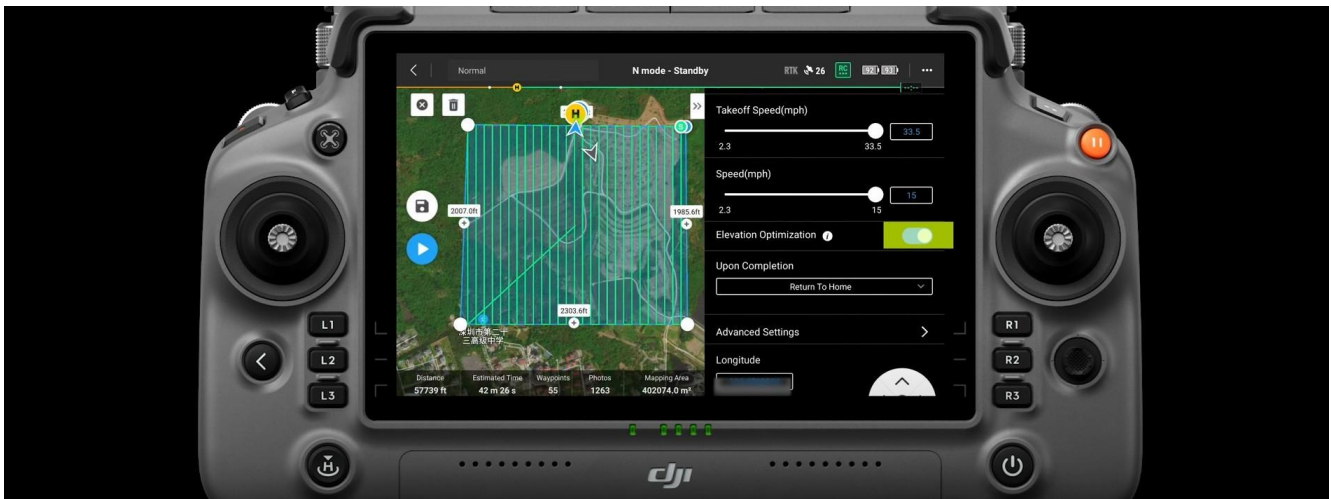 Normal
N mode - Standby
RTK 26
RC
92 93
H
H
2007.0ft
1985.6ft
2303.6ft
深圳市第二十
三高级中学
Distance Estimated Time Waypoints Photos Mapping Area
57739 ft 42 m 26 s 55 1263 402074.0 m²
Takeoff Speed(mph)
33.5
2.3 33.5
Speed(mph)
15
2.3 15
Elevation Optimization i
Upon Completion
Return To Home
Advanced Settings
Longitude
L1
L2
L3
R1
R2
R3
H
dji